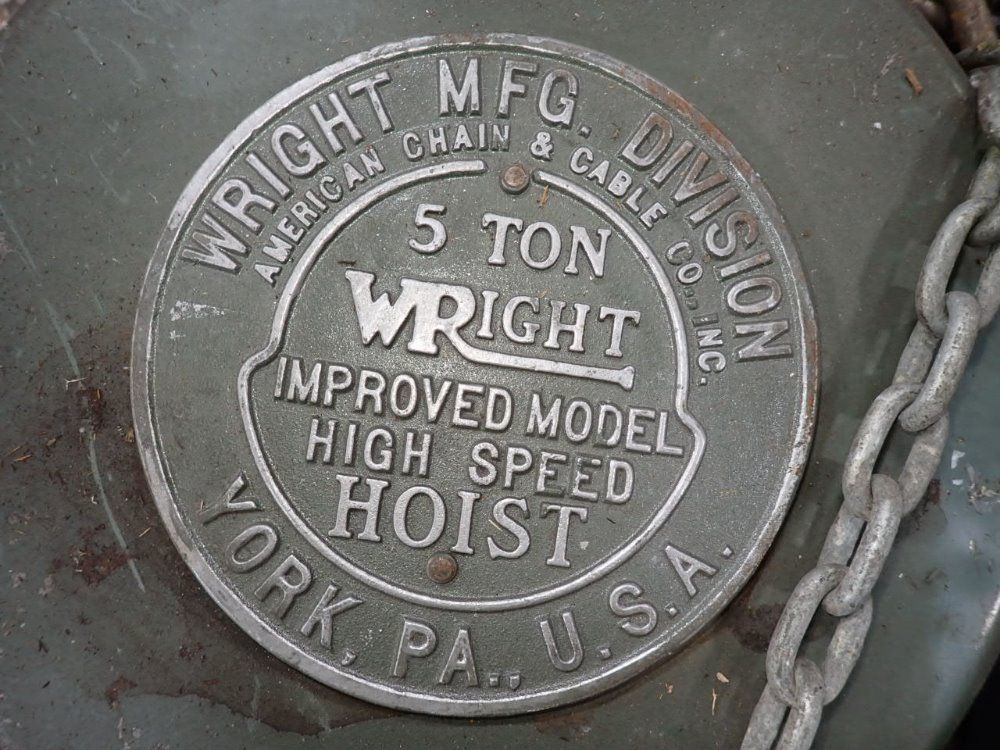 WRIGHT MFG. DIVISION
AMERICAN CHAIN & CABLE CO., INC.
5 TON
WRIGHT
IMPROVED MODEL
HIGH SPEED
HOIST
YORK, PA., U.S.A.